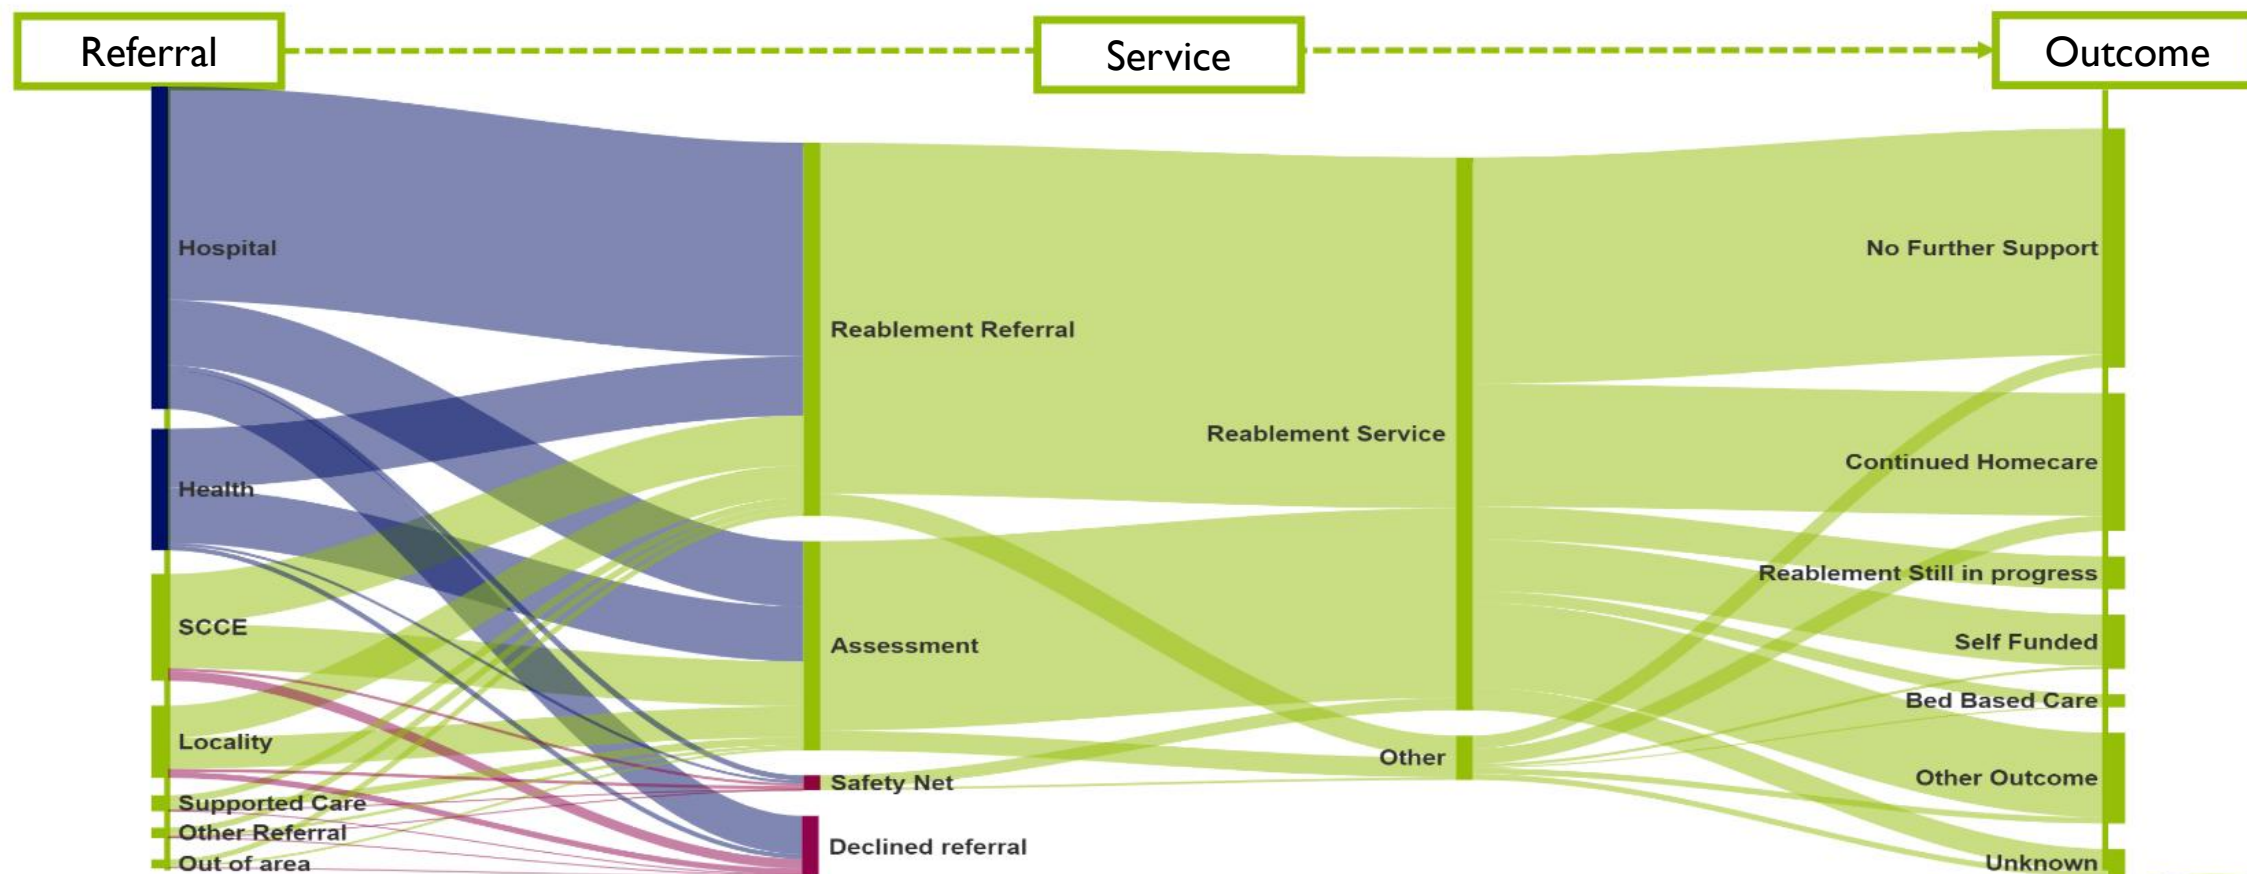 Referral
Service
Outcome
Hospital
Health
SCCE
Locality
Supported Care
Other Referral
Out of area
Reablement Referral
Assessment
Safety Net
Declined referral
Reablement Service
Other
No Further Support
Continued Homecare
Reablement Still in progress
Self Funded
Bed Based Care
Other Outcome
Unknown